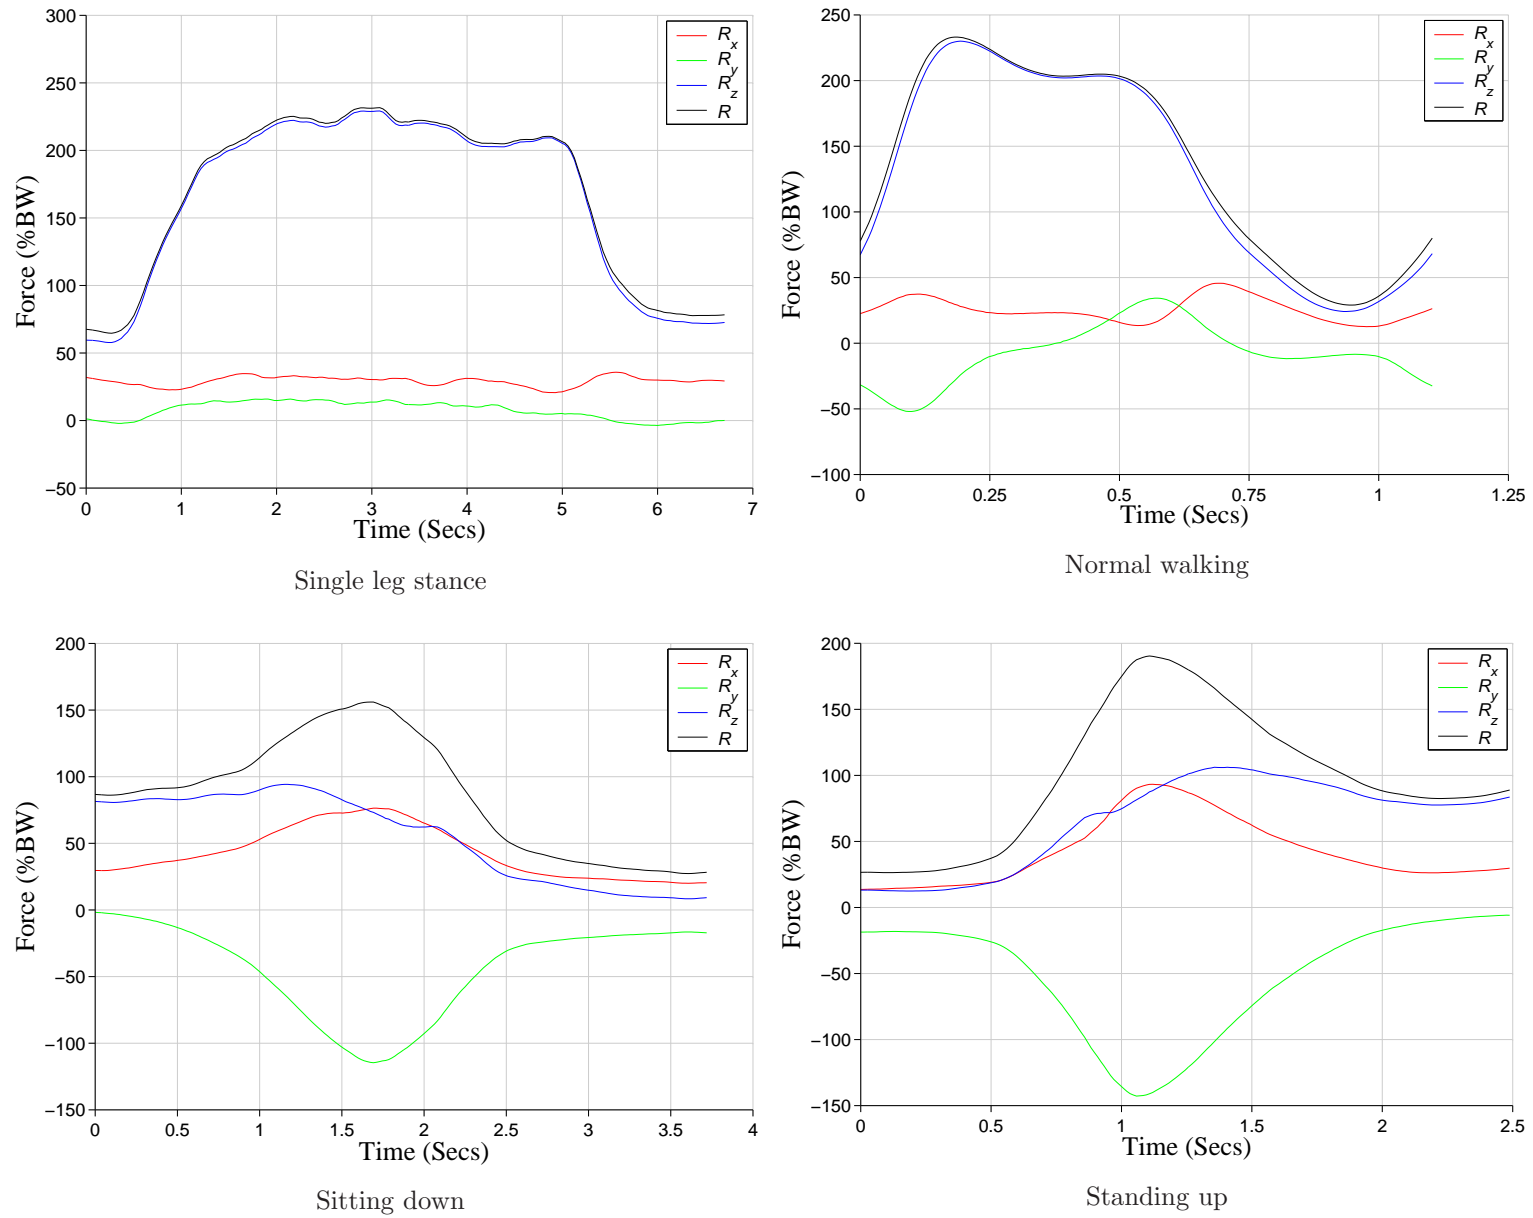 300
250
200
150
100
50
0
−50
Force (%BW)
0 1 2 3 4 5 6 7
Time (Secs)
Rx
Ry
Rz
R
Single leg stance
250
200
150
100
50
0
−50
−100
Force (%BW)
0 0.25 0.5 0.75 1 1.25
Time (Secs)
Rx
Ry
Rz
R
Normal walking
200
150
100
50
0
−50
−100
−150
Force (%BW)
0 0.5 1 1.5 2 2.5 3 3.5 4
Time (Secs)
Rx
Ry
Rz
R
Sitting down
200
150
100
50
0
−50
−100
−150
Force (%BW)
0 0.5 1 1.5 2 2.5
Time (Secs)
Rx
Ry
Rz
R
Standing up